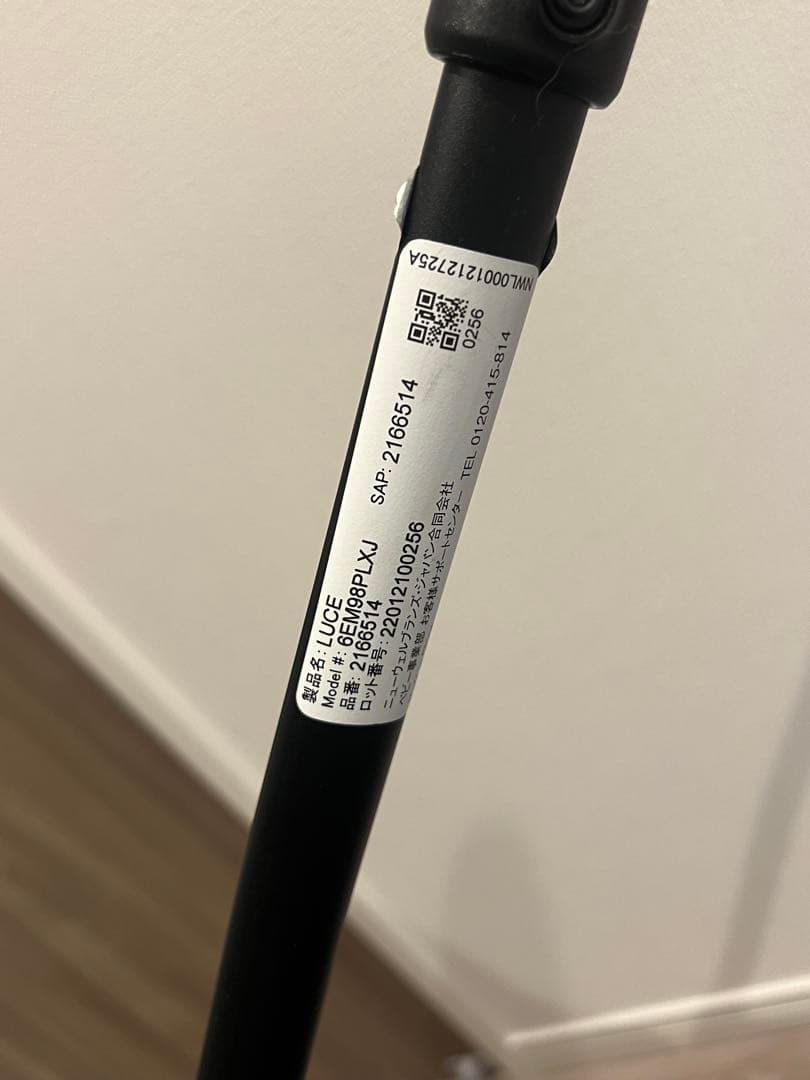 製品名: LUCE
Model #: 6EM98PLXJ SAP: 2166514
品番: 2166514
ロット番号: 22012100256
ニューウェルブランズ・ジャパン合同会社
ベビー事業部 お客様サポートセンター TEL 0120-415-814
0256
NWL0001212725A